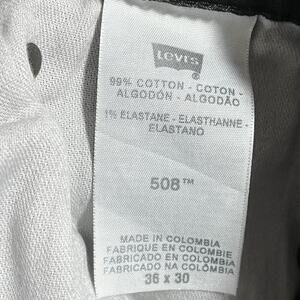 Levi's
®
99% COTTON - COTON -
ALGODÓN - ALGODÃO
1% ELASTANE - ELASTHANNE -
ELASTANO
508™
MADE IN COLOMBIA
FABRIQUE EN COLOMBIE
FABRICADO EN COLOMBIA
FABRICADO NA COLÔMBIA
36 x 30